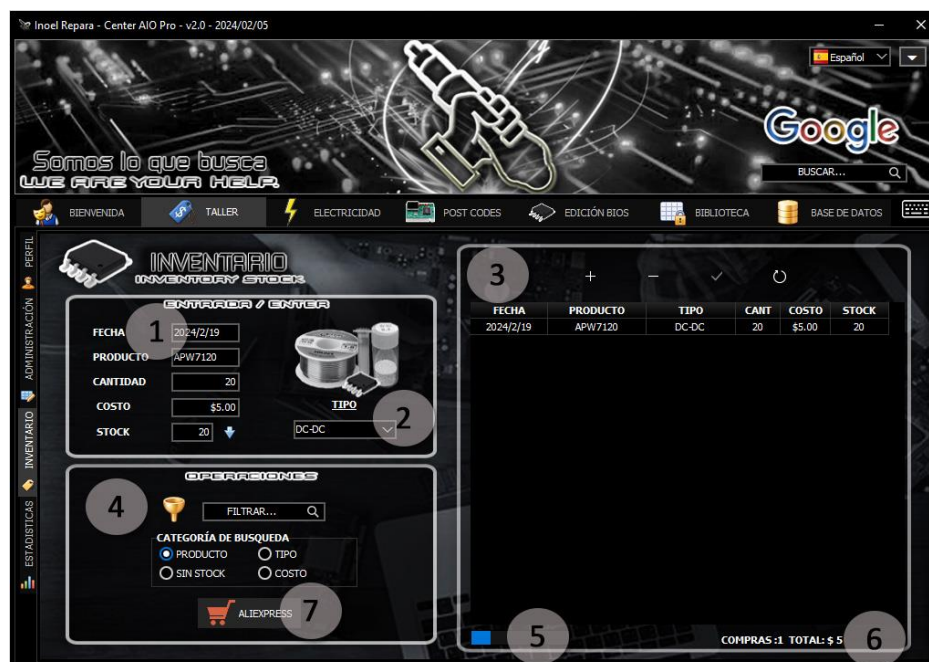 Inoel Repara - Center AIO Pro - v2.0 - 2024/02/05
Español
Google
Somos lo que busca
WE ARE YOUR HELP.
BUSCAR...
BIENVENIDA
TALLER
ELECTRICIDAD
POST CODES
EDICIÓN BIOS
BIBLIOTECA
BASE DE DATOS
PERFIL
ADMINISTRACIÓN
INVENTARIO
ESTADISTICAS
INVENTARIO
INVENTORY STOCK
ENTRADA / ENTER
FECHA 1 2024/2/19
PRODUCTO APW7120
CANTIDAD 20
COSTO $5.00
STOCK 20
TIPO
DC-DC 2
OPERACIONES
4 FILTRAR...
CATEGORÍA DE BUSQUEDA
PRODUCTO TIPO
SIN STOCK COSTO
ALIEXPRESS 7
3
FECHA PRODUCTO TIPO CANT COSTO STOCK
2024/2/19 APW7120 DC-DC 20 $5.00 20
5
COMPRAS :1 TOTAL: $ 5 6